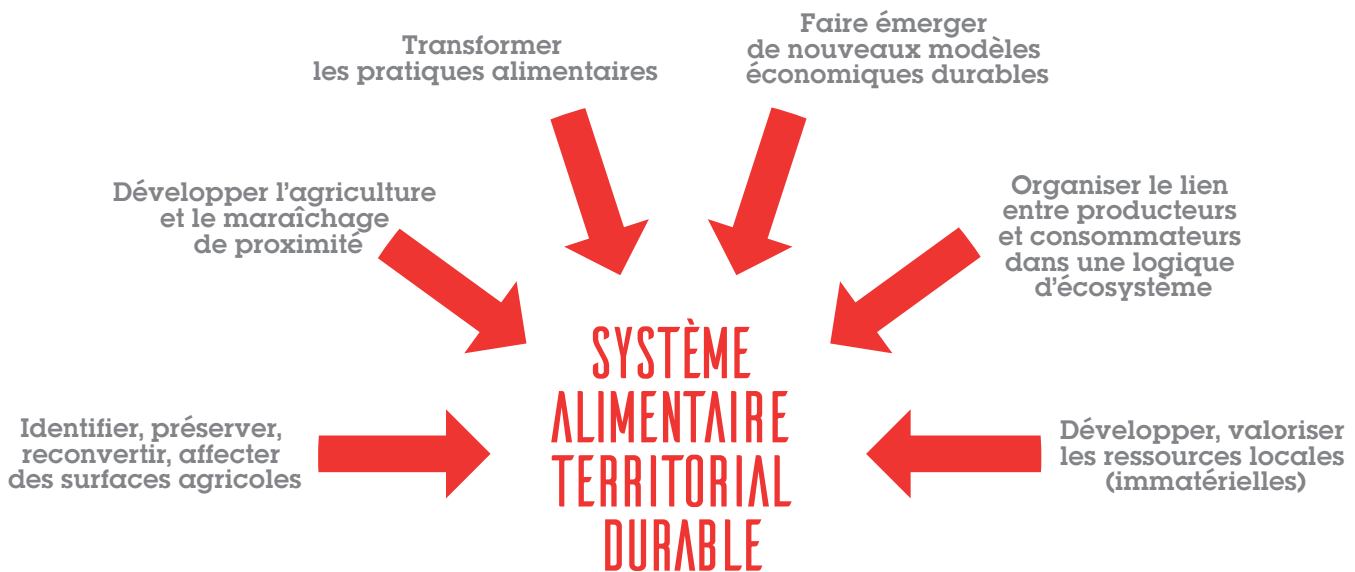 Transformer
les pratiques alimentaires
Faire émerger
de nouveaux modèles
économiques durables
Développer l’agriculture
et le maraîchage
de proximité
Organiser le lien
entre producteurs
et consommateurs
dans une logique
d’écosystème
Identifier, préserver,
reconvertir, affecter
des surfaces agricoles
SYSTÈME
ALIMENTAIRE
TERRITORIAL
DURABLE
Développer, valoriser
les ressources locales
(immatérielles)